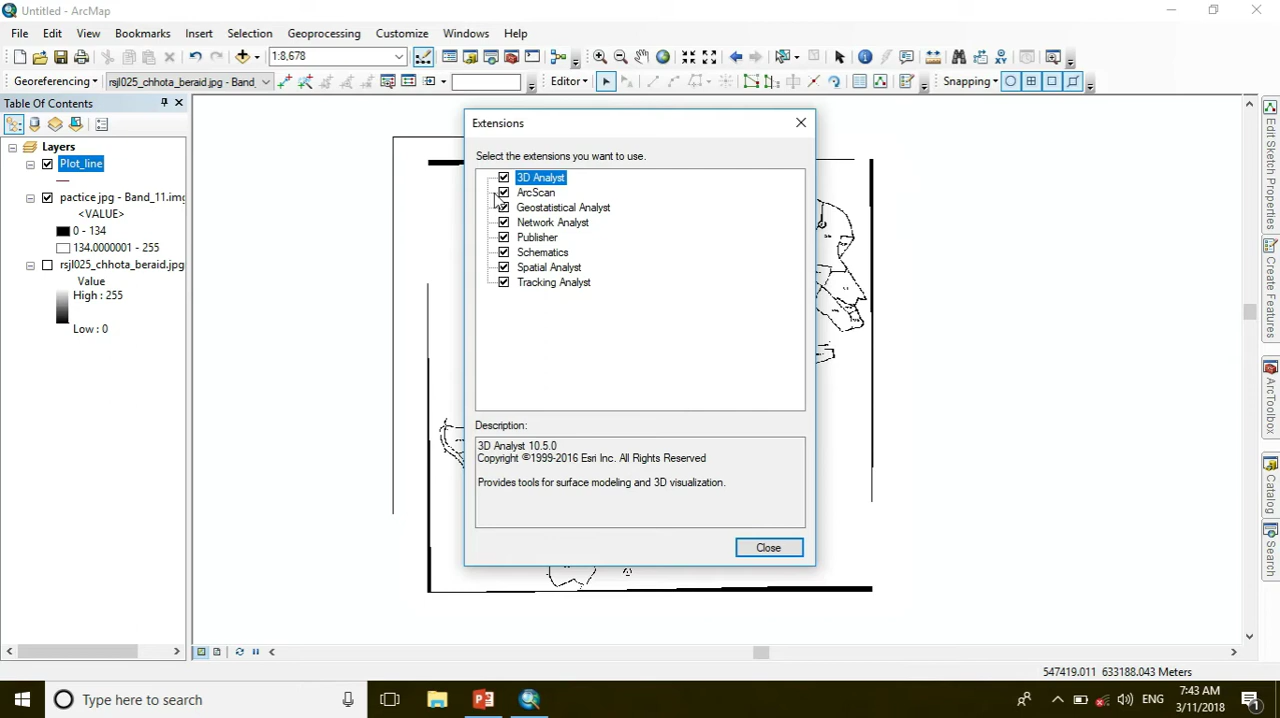 Untitled - ArcMap
File Edit View Bookmarks Insert Selection Geoprocessing Customize Windows Help
1:8,678
Georeferencing rsjl025_chhota_beraid.jpg - Band_ Editor Snapping
Table Of Contents
Layers
Plot_line
pactice jpg - Band_11.img
<VALUE>
0 - 134
134.0000001 - 255
rsjl025_chhota_beraid.jpg
Value
High : 255
Low : 0
Extensions
Select the extensions you want to use.
3D Analyst
ArcScan
Geostatistical Analyst
Network Analyst
Publisher
Schematics
Spatial Analyst
Tracking Analyst
Description:
3D Analyst 10.5.0
Copyright ©1999-2016 Esri Inc. All Rights Reserved
Provides tools for surface modeling and 3D visualization.
Close
Edit Sketch Properties
Create Features
ArcToolbox
Catalog
Search
547419.011 633188.043 Meters
Type here to search
ENG
7:43 AM
3/11/2018
1